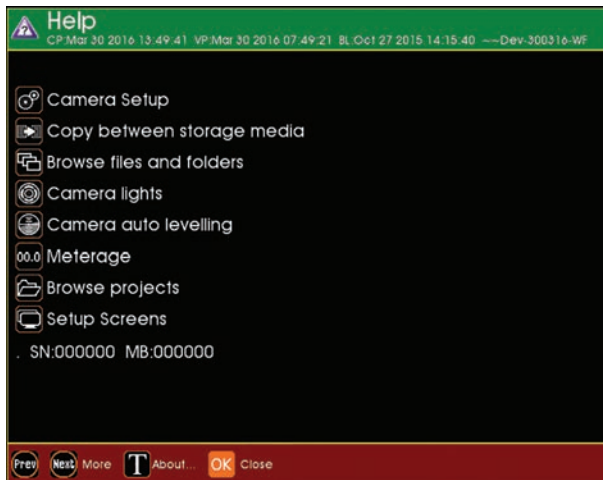 Help
CP:Mar 30 2016 13:49:41 VP:Mar 30 2016 07:49:21 BL:Oct 27 2015 14:15:40 ~~Dev-300316-WF
Camera Setup
Copy between storage media
Browse files and folders
Camera lights
Camera auto levelling
00.0 Meterage
Browse projects
Setup Screens
. SN:000000 MB:000000
Prev Next More T About... OK Close